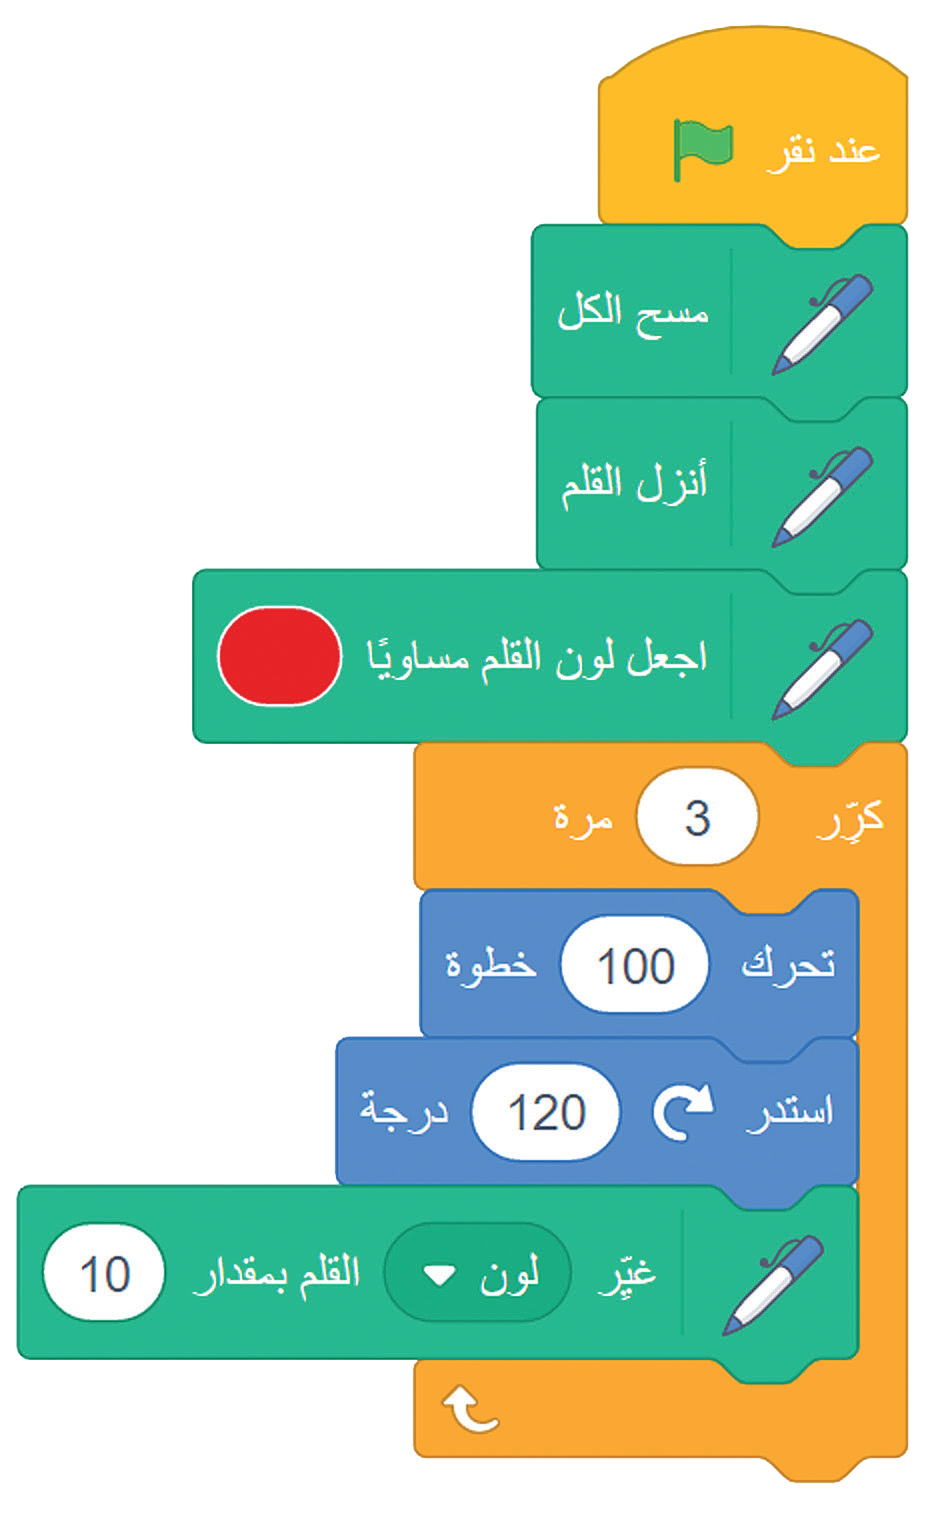 عند نقر
مسح الكل
أنزل القلم
اجعل لون القلم مساويًا
كرِّر 3 مرة
تحرك 100 خطوة
استدر 120 درجة
غيِّر لون القلم بمقدار 10